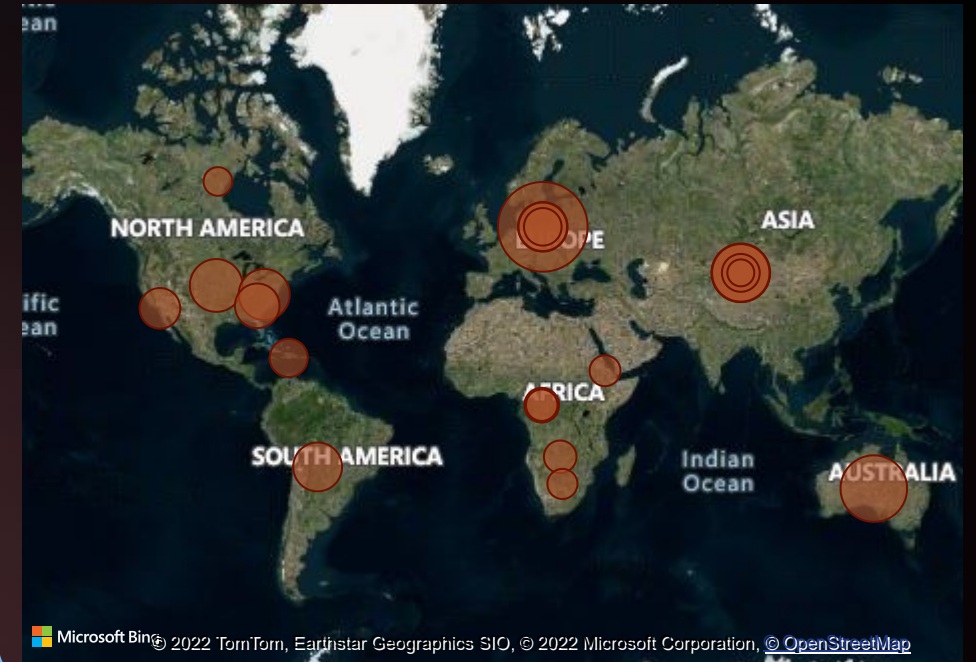 ean
NORTH AMERICA
ASIA
EUROPE
ific
ean
Atlantic
Ocean
AFRICA
SOUTH AMERICA
Indian
Ocean
AUSTRALIA
Microsoft Bing
© 2022 TomTom, Earthstar Geographics SIO, © 2022 Microsoft Corporation, © OpenStreetMap